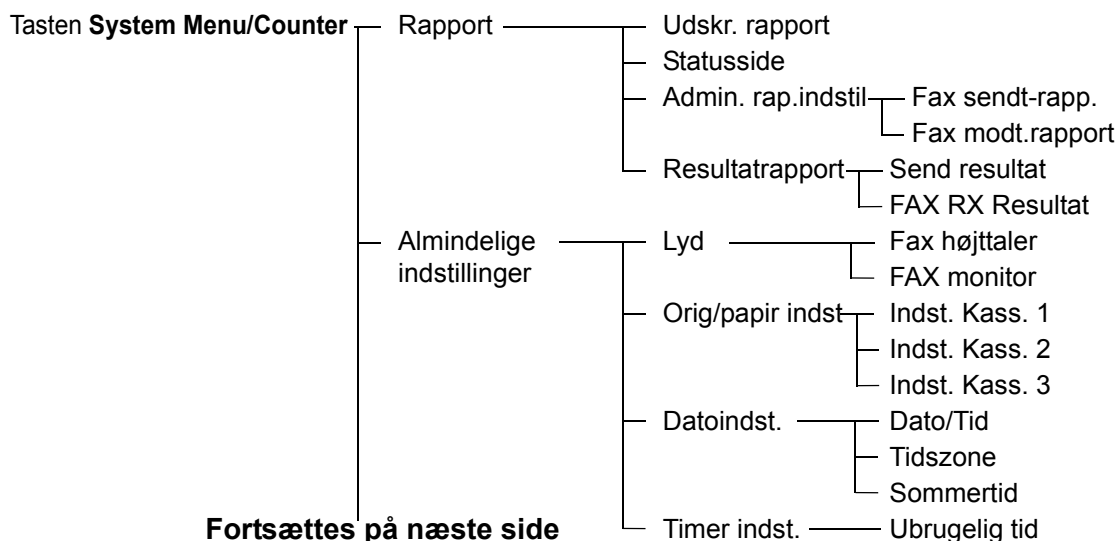 Tasten System Menu/Counter Rapport Udskr. rapport
Statusside
Admin. rap.indstil Fax sendt-rapp.
Fax modt.rapport
Resultatrapport Send resultat
FAX RX Resultat
Almindelige indstillinger Lyd Fax højttaler
FAX monitor
Orig/papir indst Indst. Kass. 1
Indst. Kass. 2
Indst. Kass. 3
Datoindst. Dato/Tid
Tidszone
Sommertid
Fortsættes på næste side Timer indst. Ubrugelig tid